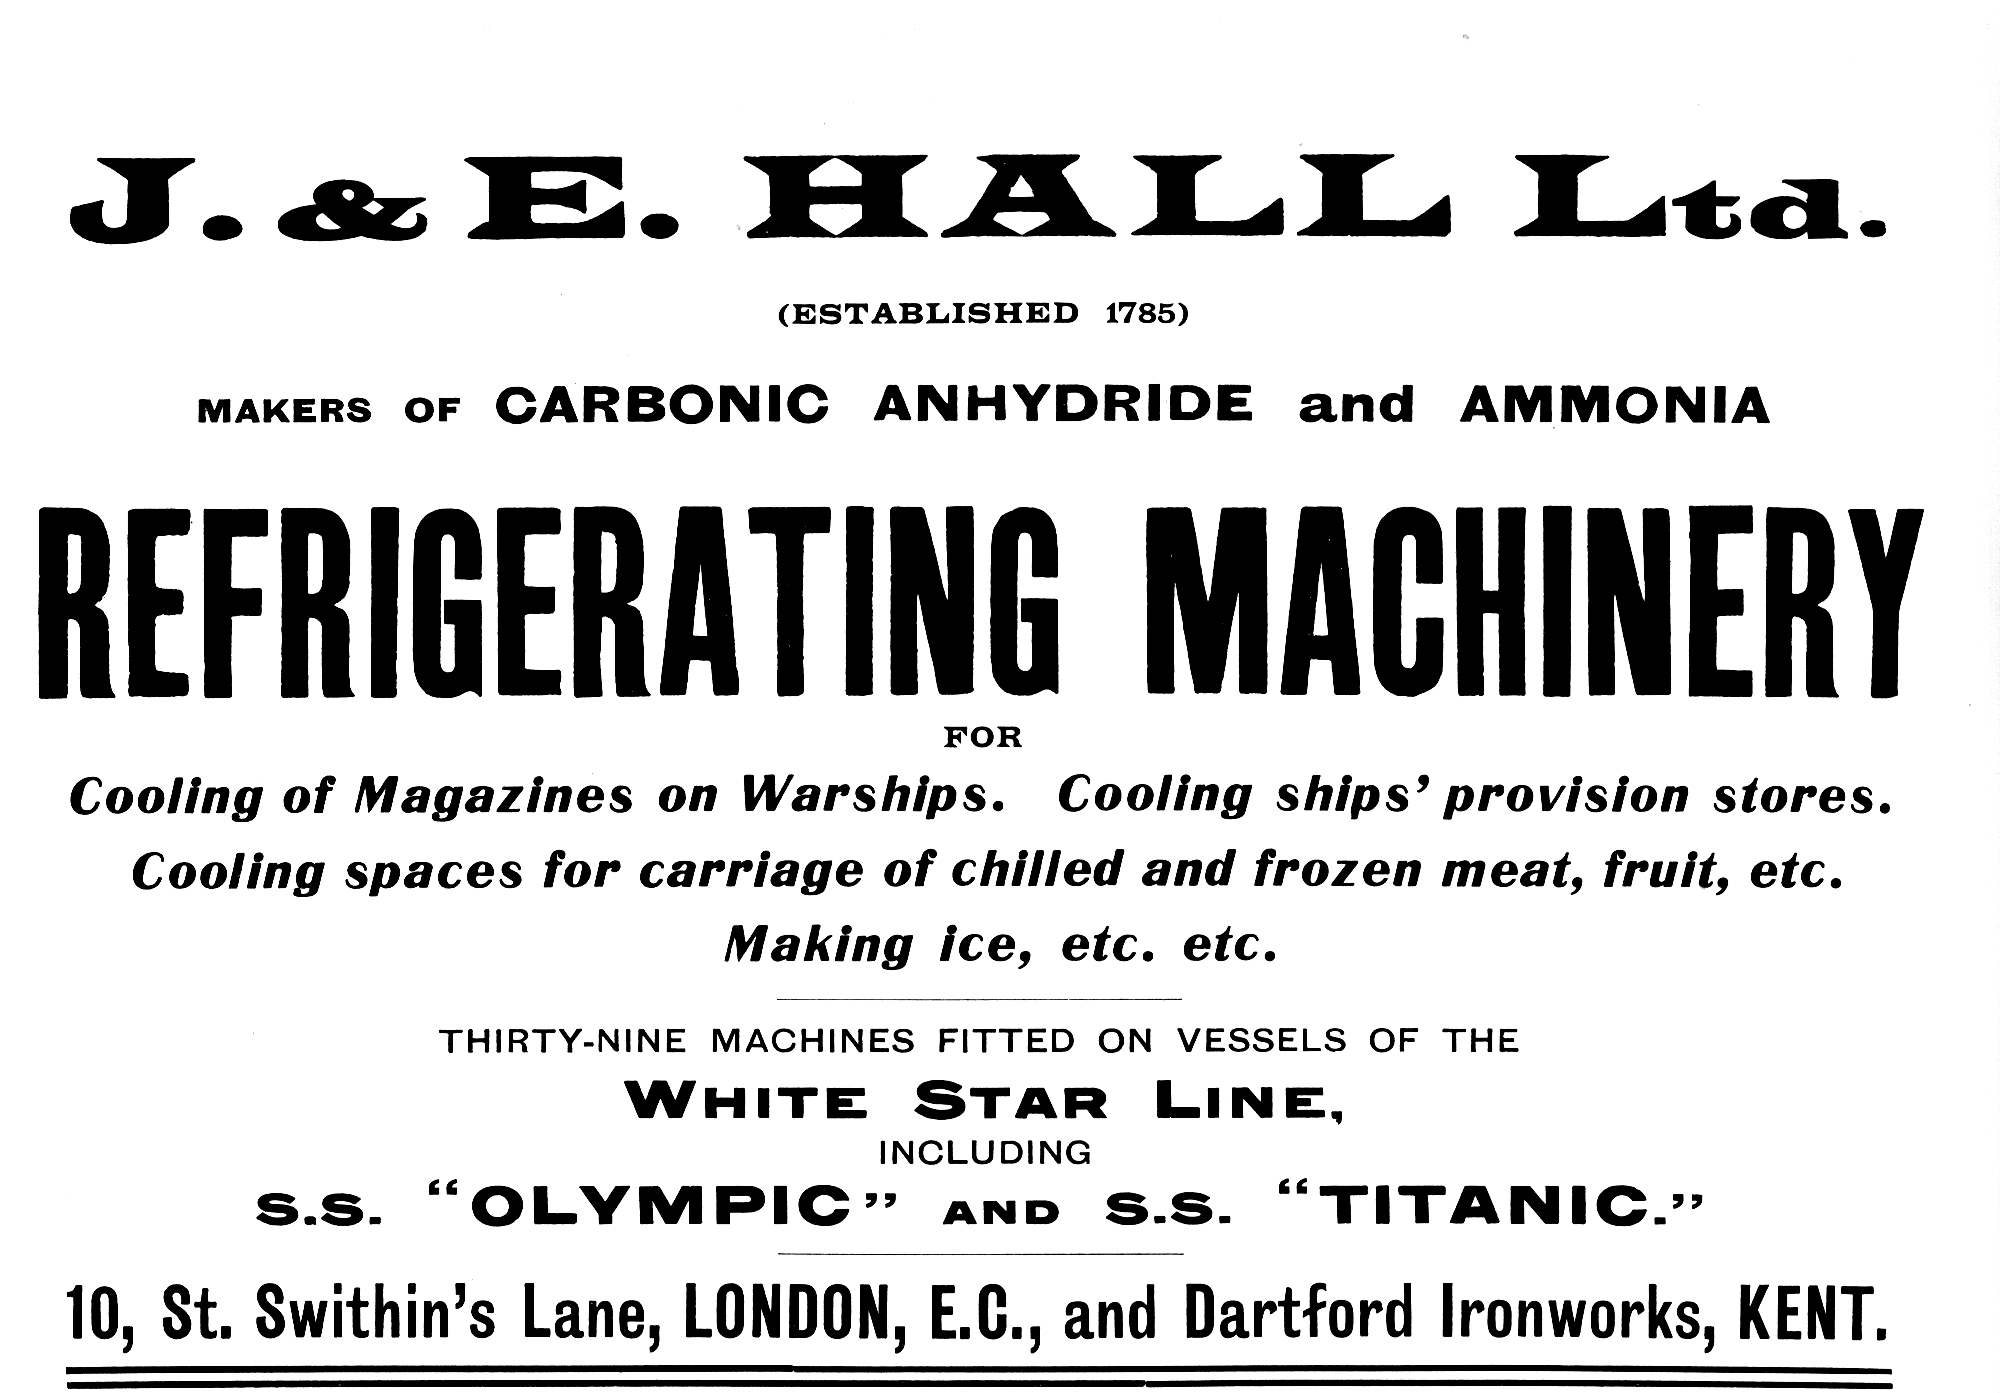 J. & E. HALL Ltd.
(ESTABLISHED 1785)
MAKERS OF CARBONIC ANHYDRIDE and AMMONIA
REFRIGERATING MACHINERY
FOR
Cooling of Magazines on Warships. Cooling ships' provision stores.
Cooling spaces for carriage of chilled and frozen meat, fruit, etc.
Making ice, etc. etc.
THIRTY-NINE MACHINES FITTED ON VESSELS OF THE
WHITE STAR LINE,
INCLUDING
S.S. "OLYMPIC" AND S.S. "TITANIC."
10, St. Swithin's Lane, LONDON, E.C., and Dartford Ironworks, KENT.